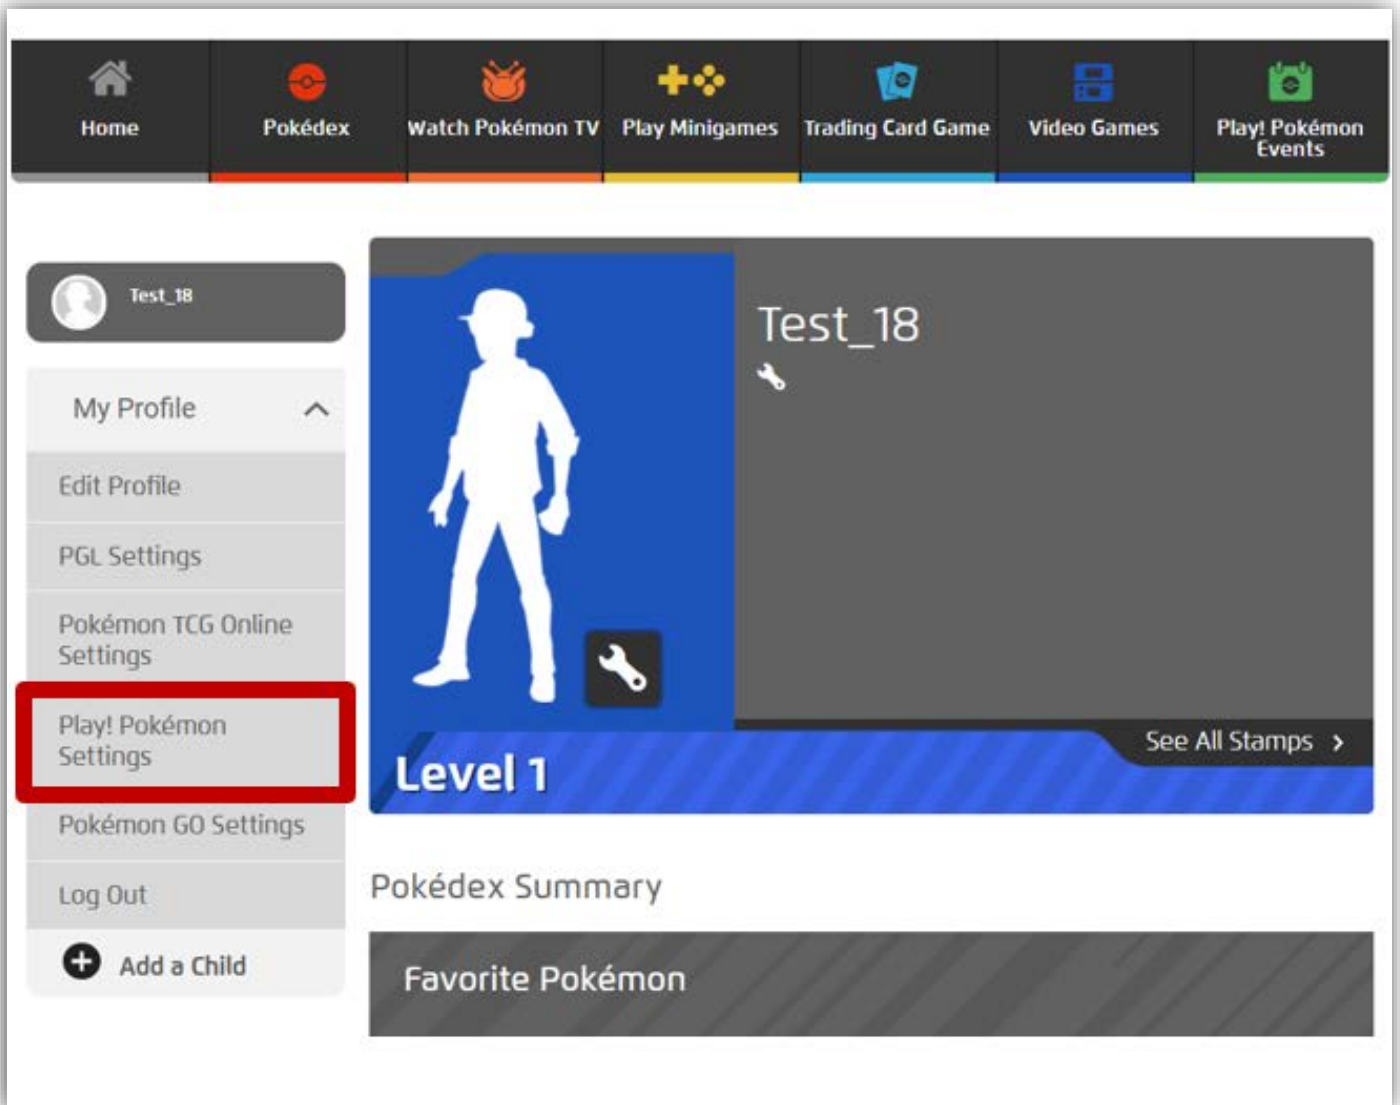 Home
Pokédex
Watch Pokémon TV
Play Minigames
Trading Card Game
Video Games
Play! Pokémon
Events
Test_18
My Profile
Edit Profile
PGL Settings
Pokémon TCG Online
Settings
Play! Pokémon
Settings
Pokémon GO Settings
Log Out
Add a Child
Test_18
See All Stamps
Level 1
Pokédex Summary
Favorite Pokémon